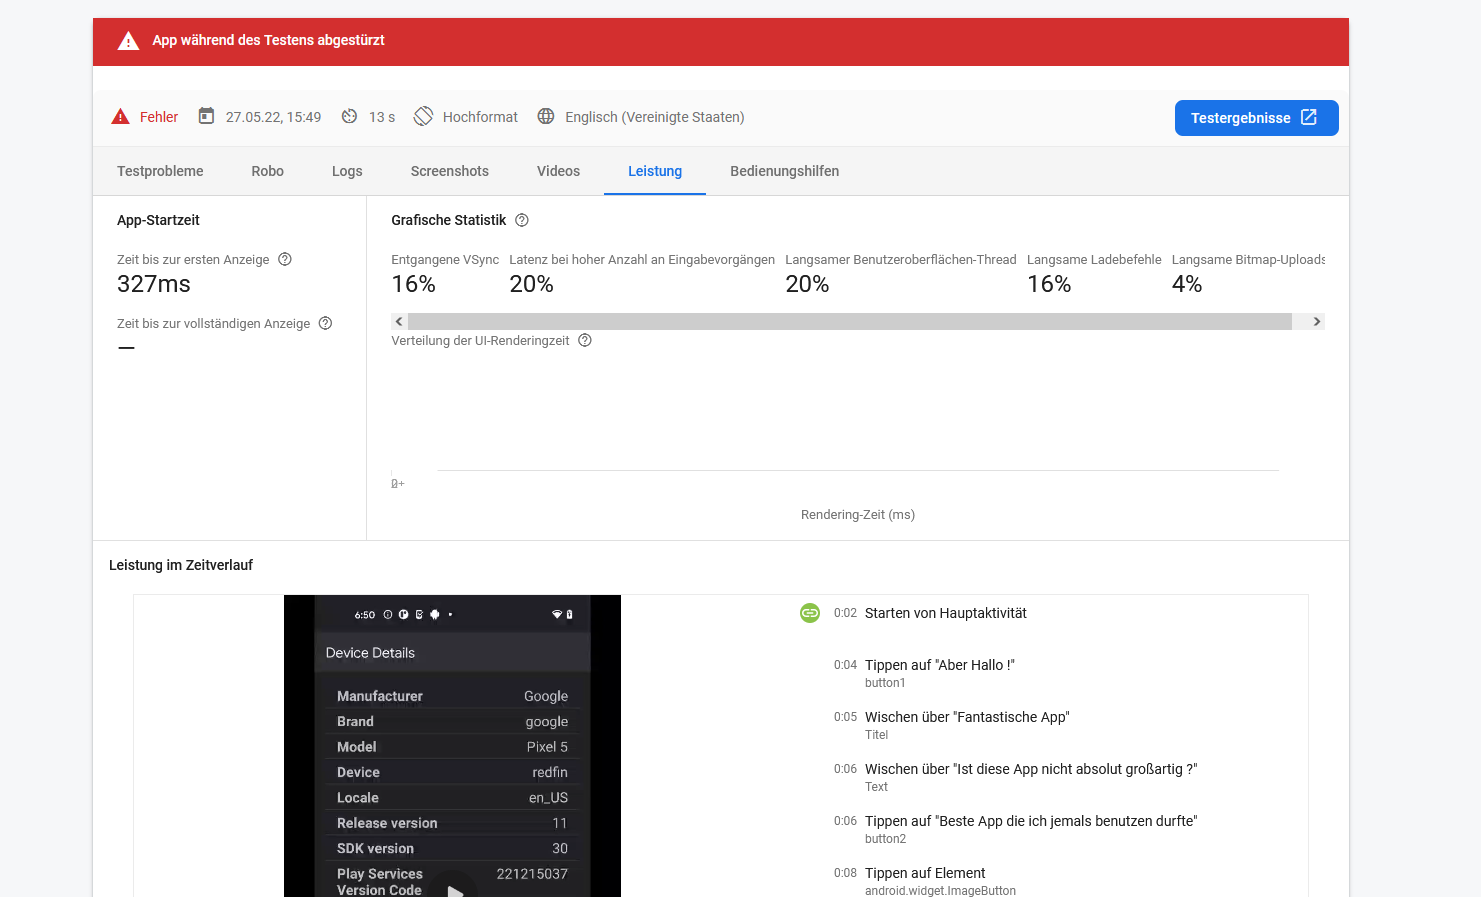 App während des Testens abgestürzt
Fehler 27.05.22, 15:49 13 s Hochformat Englisch (Vereinigte Staaten) Testergebnisse
Testprobleme Robo Logs Screenshots Videos Leistung Bedienungshilfen
App-Startzeit
Zeit bis zur ersten Anzeige
327ms
Zeit bis zur vollständigen Anzeige
—
Grafische Statistik
Entgangene VSync Latenz bei hoher Anzahl an Eingabevorgängen Langsamer Benutzeroberflächen-Thread Langsame Ladebefehle Langsame Bitmap-Uploads
16% 20% 20% 16% 4%
Verteilung der UI-Renderingzeit
Rendering-Zeit (ms)
Leistung im Zeitverlauf
6:50
Device Details
Manufacturer Google
Brand google
Model Pixel 5
Device redfin
Locale en_US
Release version 11
SDK version 30
Play Services 221215037
Version Code
0:02 Starten von Hauptaktivität
0:04 Tippen auf "Aber Hallo !"
button1
0:05 Wischen über "Fantastische App"
Titel
0:06 Wischen über "Ist diese App nicht absolut großartig ?"
Text
0:06 Tippen auf "Beste App die ich jemals benutzen durfte"
button2
0:08 Tippen auf Element
android.widget.ImageButton